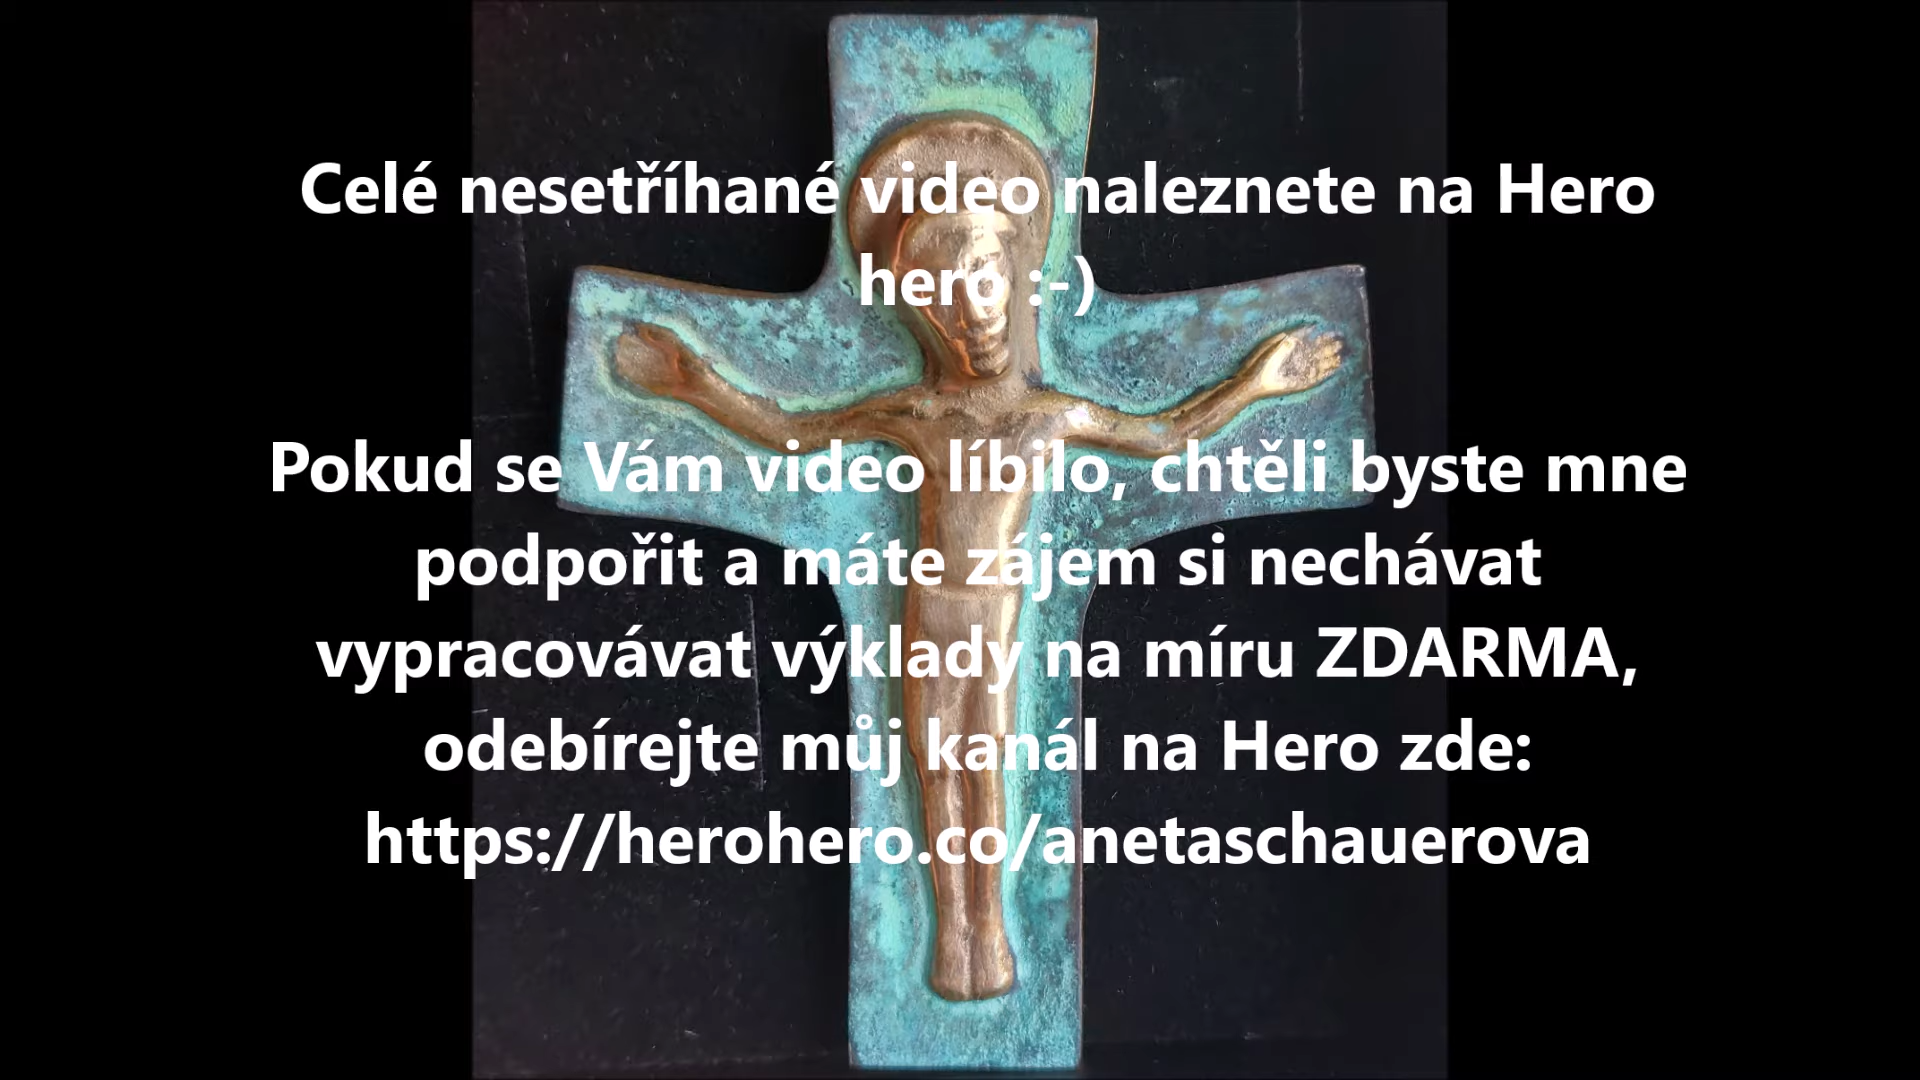 Celé nesetříhané video naleznete na Hero
hero :-)
Pokud se Vám video líbilo, chtěli byste mne
podpořit a máte zájem si nechávat
vypracovávat výklady na míru ZDARMA,
odebírejte můj kanál na Hero zde:
https://herohero.co/anetaschauerova